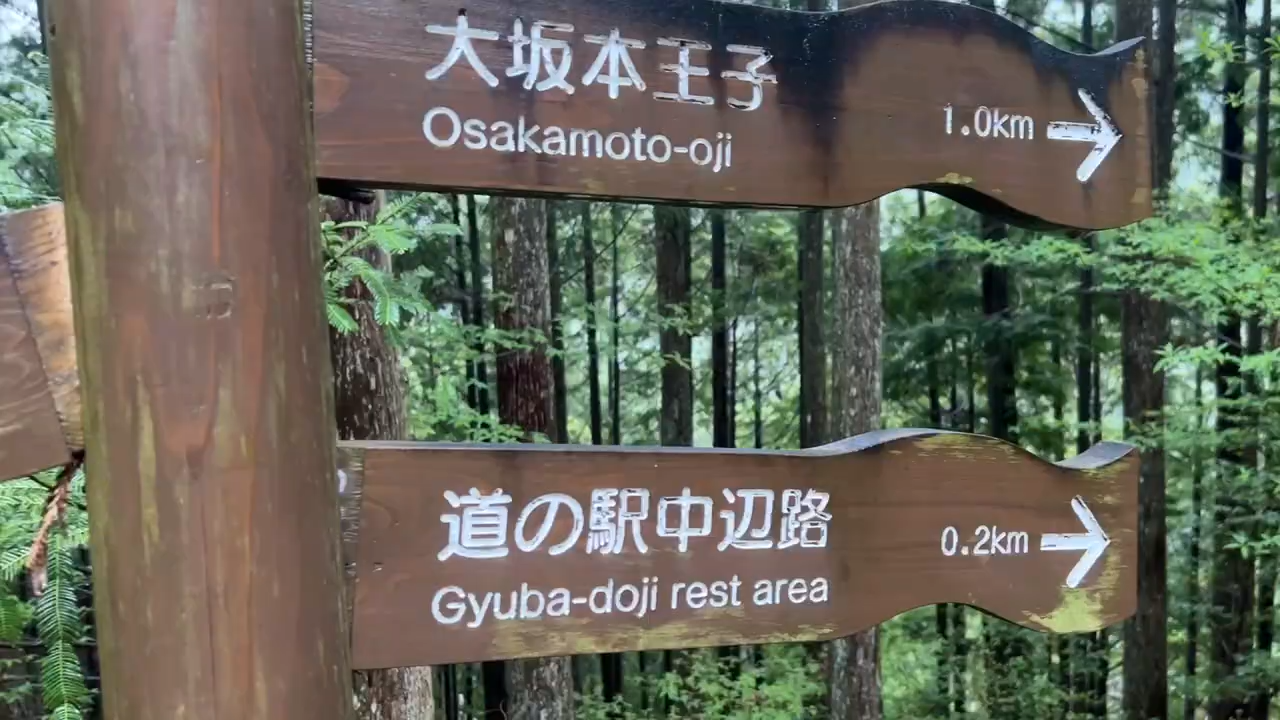 大坂本王子
Osakamoto-oji
1.0km →
道の駅中辺路
Gyuba-doji rest area
0.2km →